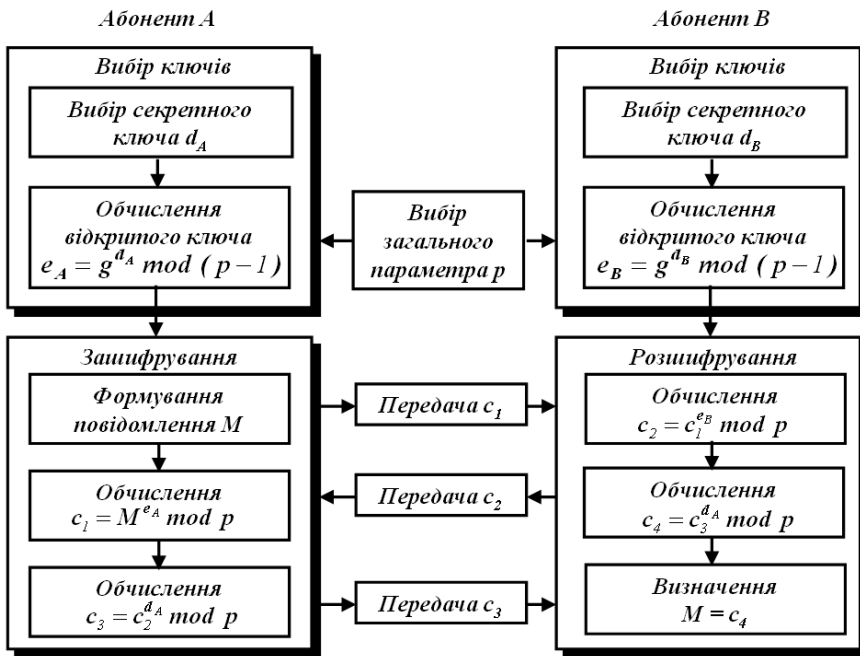 Абонент А
Абонент В
Вибір ключів
Вибір секретного
ключа d_A
Обчислення
відкритого ключа
e_A = g^{d_A} mod ( p – 1 )
Вибір
загального
параметра p
Вибір ключів
Вибір секретного
ключа d_B
Обчислення
відкритого ключа
e_B = g^{d_B} mod ( p – 1 )
Зашифрування
Формування
повідомлення М
Обчислення
c_1 = M^{e_A} mod p
Обчислення
c_3 = c_2^{d_A} mod p
Передача c_1
Передача c_2
Передача c_3
Розшифрування
Обчислення
c_2 = c_1^{e_B} mod p
Обчислення
c_4 = c_3^{d_A} mod p
Визначення
M = c_4